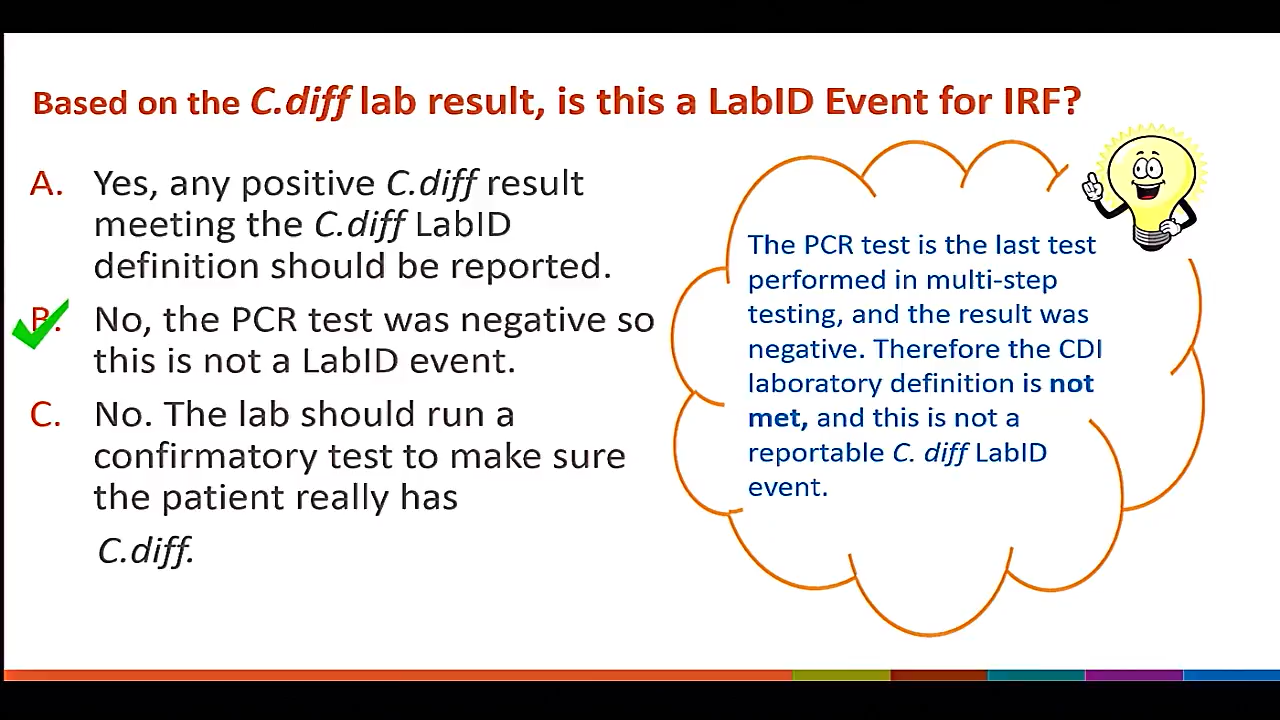 Based on the C.diff lab result, is this a LabID Event for IRF?
A. Yes, any positive C.diff result
meeting the C.diff LabID
definition should be reported.
B. No, the PCR test was negative so
this is not a LabID event.
C. No. The lab should run a
confirmatory test to make sure
the patient really has
C.diff.
The PCR test is the last test
performed in multi-step
testing, and the result was
negative. Therefore the CDI
laboratory definition is not
met, and this is not a
reportable C. diff LabID
event.